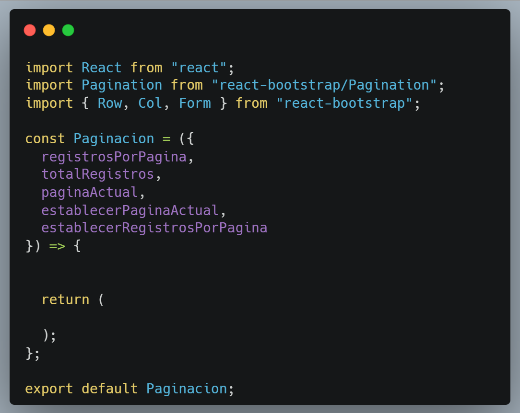 import React from "react";
import Pagination from "react-bootstrap/Pagination";
import { Row, Col, Form } from "react-bootstrap";
const Paginacion = ({
registrosPorPagina,
totalRegistros,
paginaActual,
establecerPaginaActual,
establecerRegistrosPorPagina
}) => {
return (
);
};
export default Paginacion;